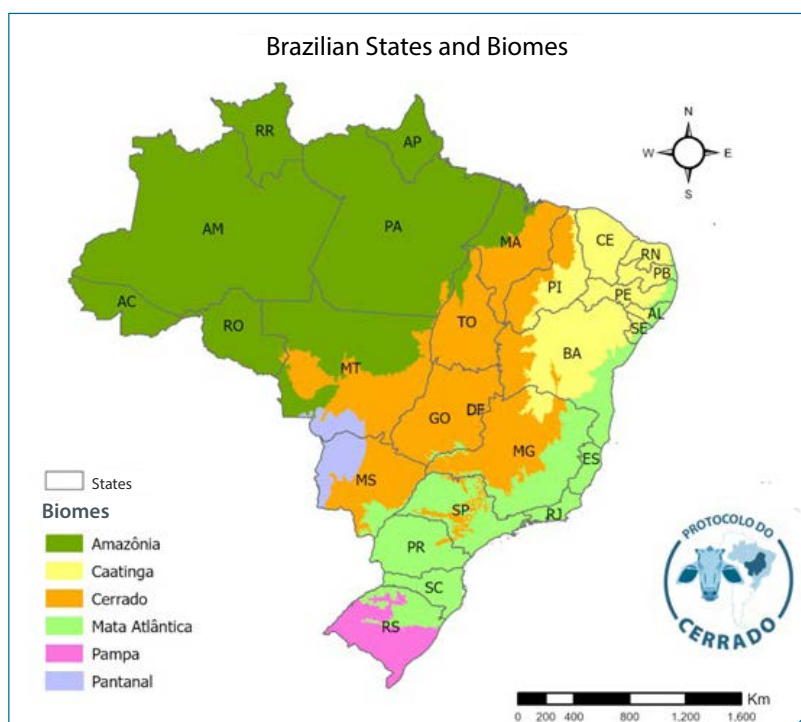 Brazilian States and Biomes
N
W E
S
RR
AP
AM
PA
MA
CE
RN
PB
PI
PE
AL
SE
AC
RO
TO
BA
MT
GO
DF
MG
ES
MS
SP
RJ
PR
SC
RS
States
Biomes
Amazônia
Caatinga
Cerrado
Mata Atlântica
Pampa
Pantanal
PROTOCOLO DO
CERRADO
Km
0 200 400 800 1.200 1.600